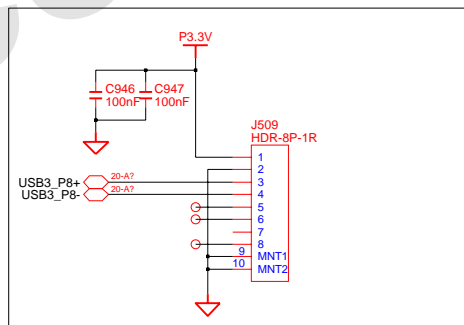 P3.3V
C946 C947
100nF 100nF
J509
HDR-8P-1R
1
2
USB3_P8+ 20-A? 3
USB3_P8- 20-A? 4
5
6
7
8
9 MNT1
10 MNT2